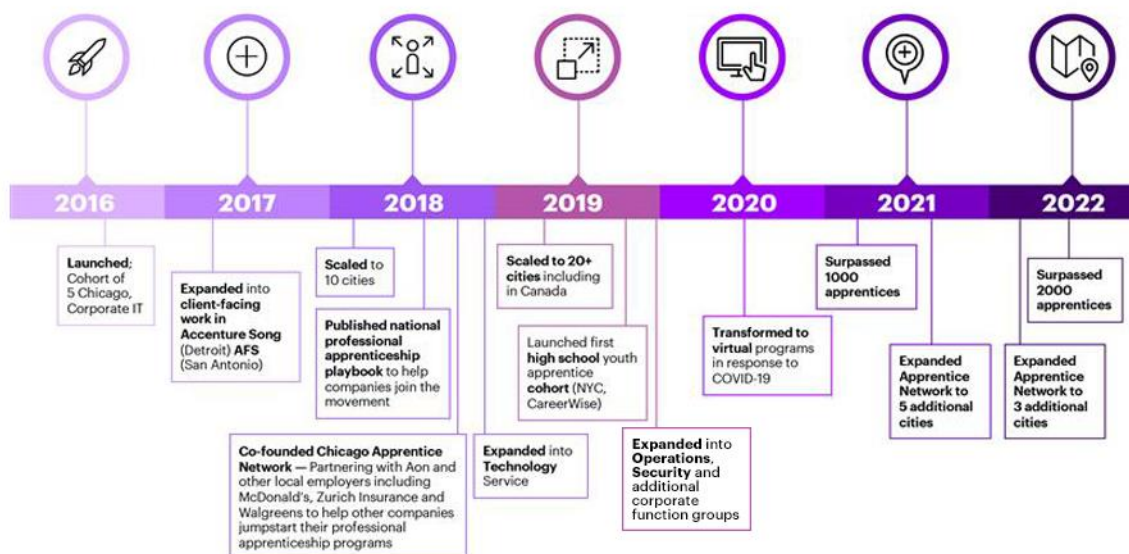 2016
2017
2018
2019
2020
2021
2022
Launched;
Cohort of
5 Chicago,
Corporate IT
Expanded into
client-facing
work in
Accenture Song
(Detroit) AFS
(San Antonio)
Scaled to
10 cities
Published national
professional
apprenticeship
playbook to help
companies join the
movement
Co-founded Chicago Apprentice
Network — Partnering with Aon and
other local employers including
McDonald's, Zurich Insurance and
Walgreens to help other companies
jumpstart their professional
apprenticeship programs
Expanded into
Technology
Service
Scaled to 20+
cities including
in Canada
Launched first
high school youth
apprentice
cohort (NYC,
CareerWise)
Expanded into
Operations,
Security and
additional
corporate
function groups
Transformed to
virtual programs
in response to
COVID-19
Surpassed
1000
apprentices
Expanded
Apprentice
Network to
5 additional
cities
Surpassed
2000
apprentices
Expanded
Apprentice
Network to
3 additional
cities